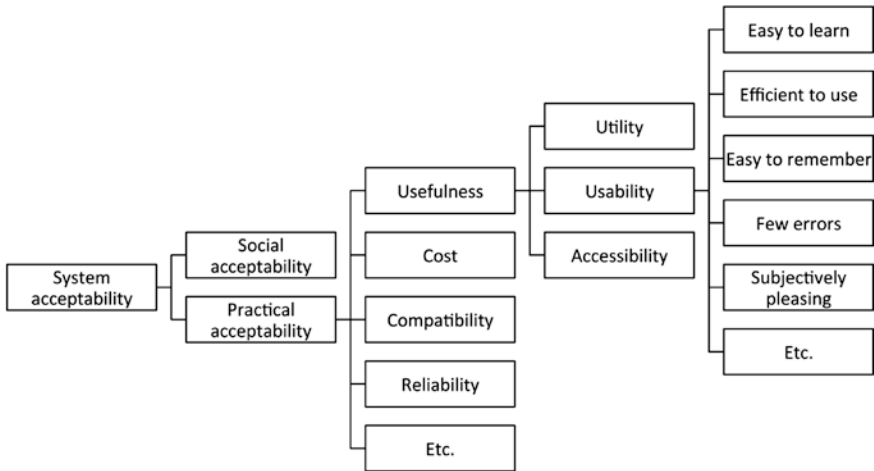 System
acceptability
Social
acceptability
Practical
acceptability
Usefulness
Cost
Compatibility
Reliability
Etc.
Utility
Usability
Accessibility
Easy to learn
Efficient to use
Easy to remember
Few errors
Subjectively
pleasing
Etc.